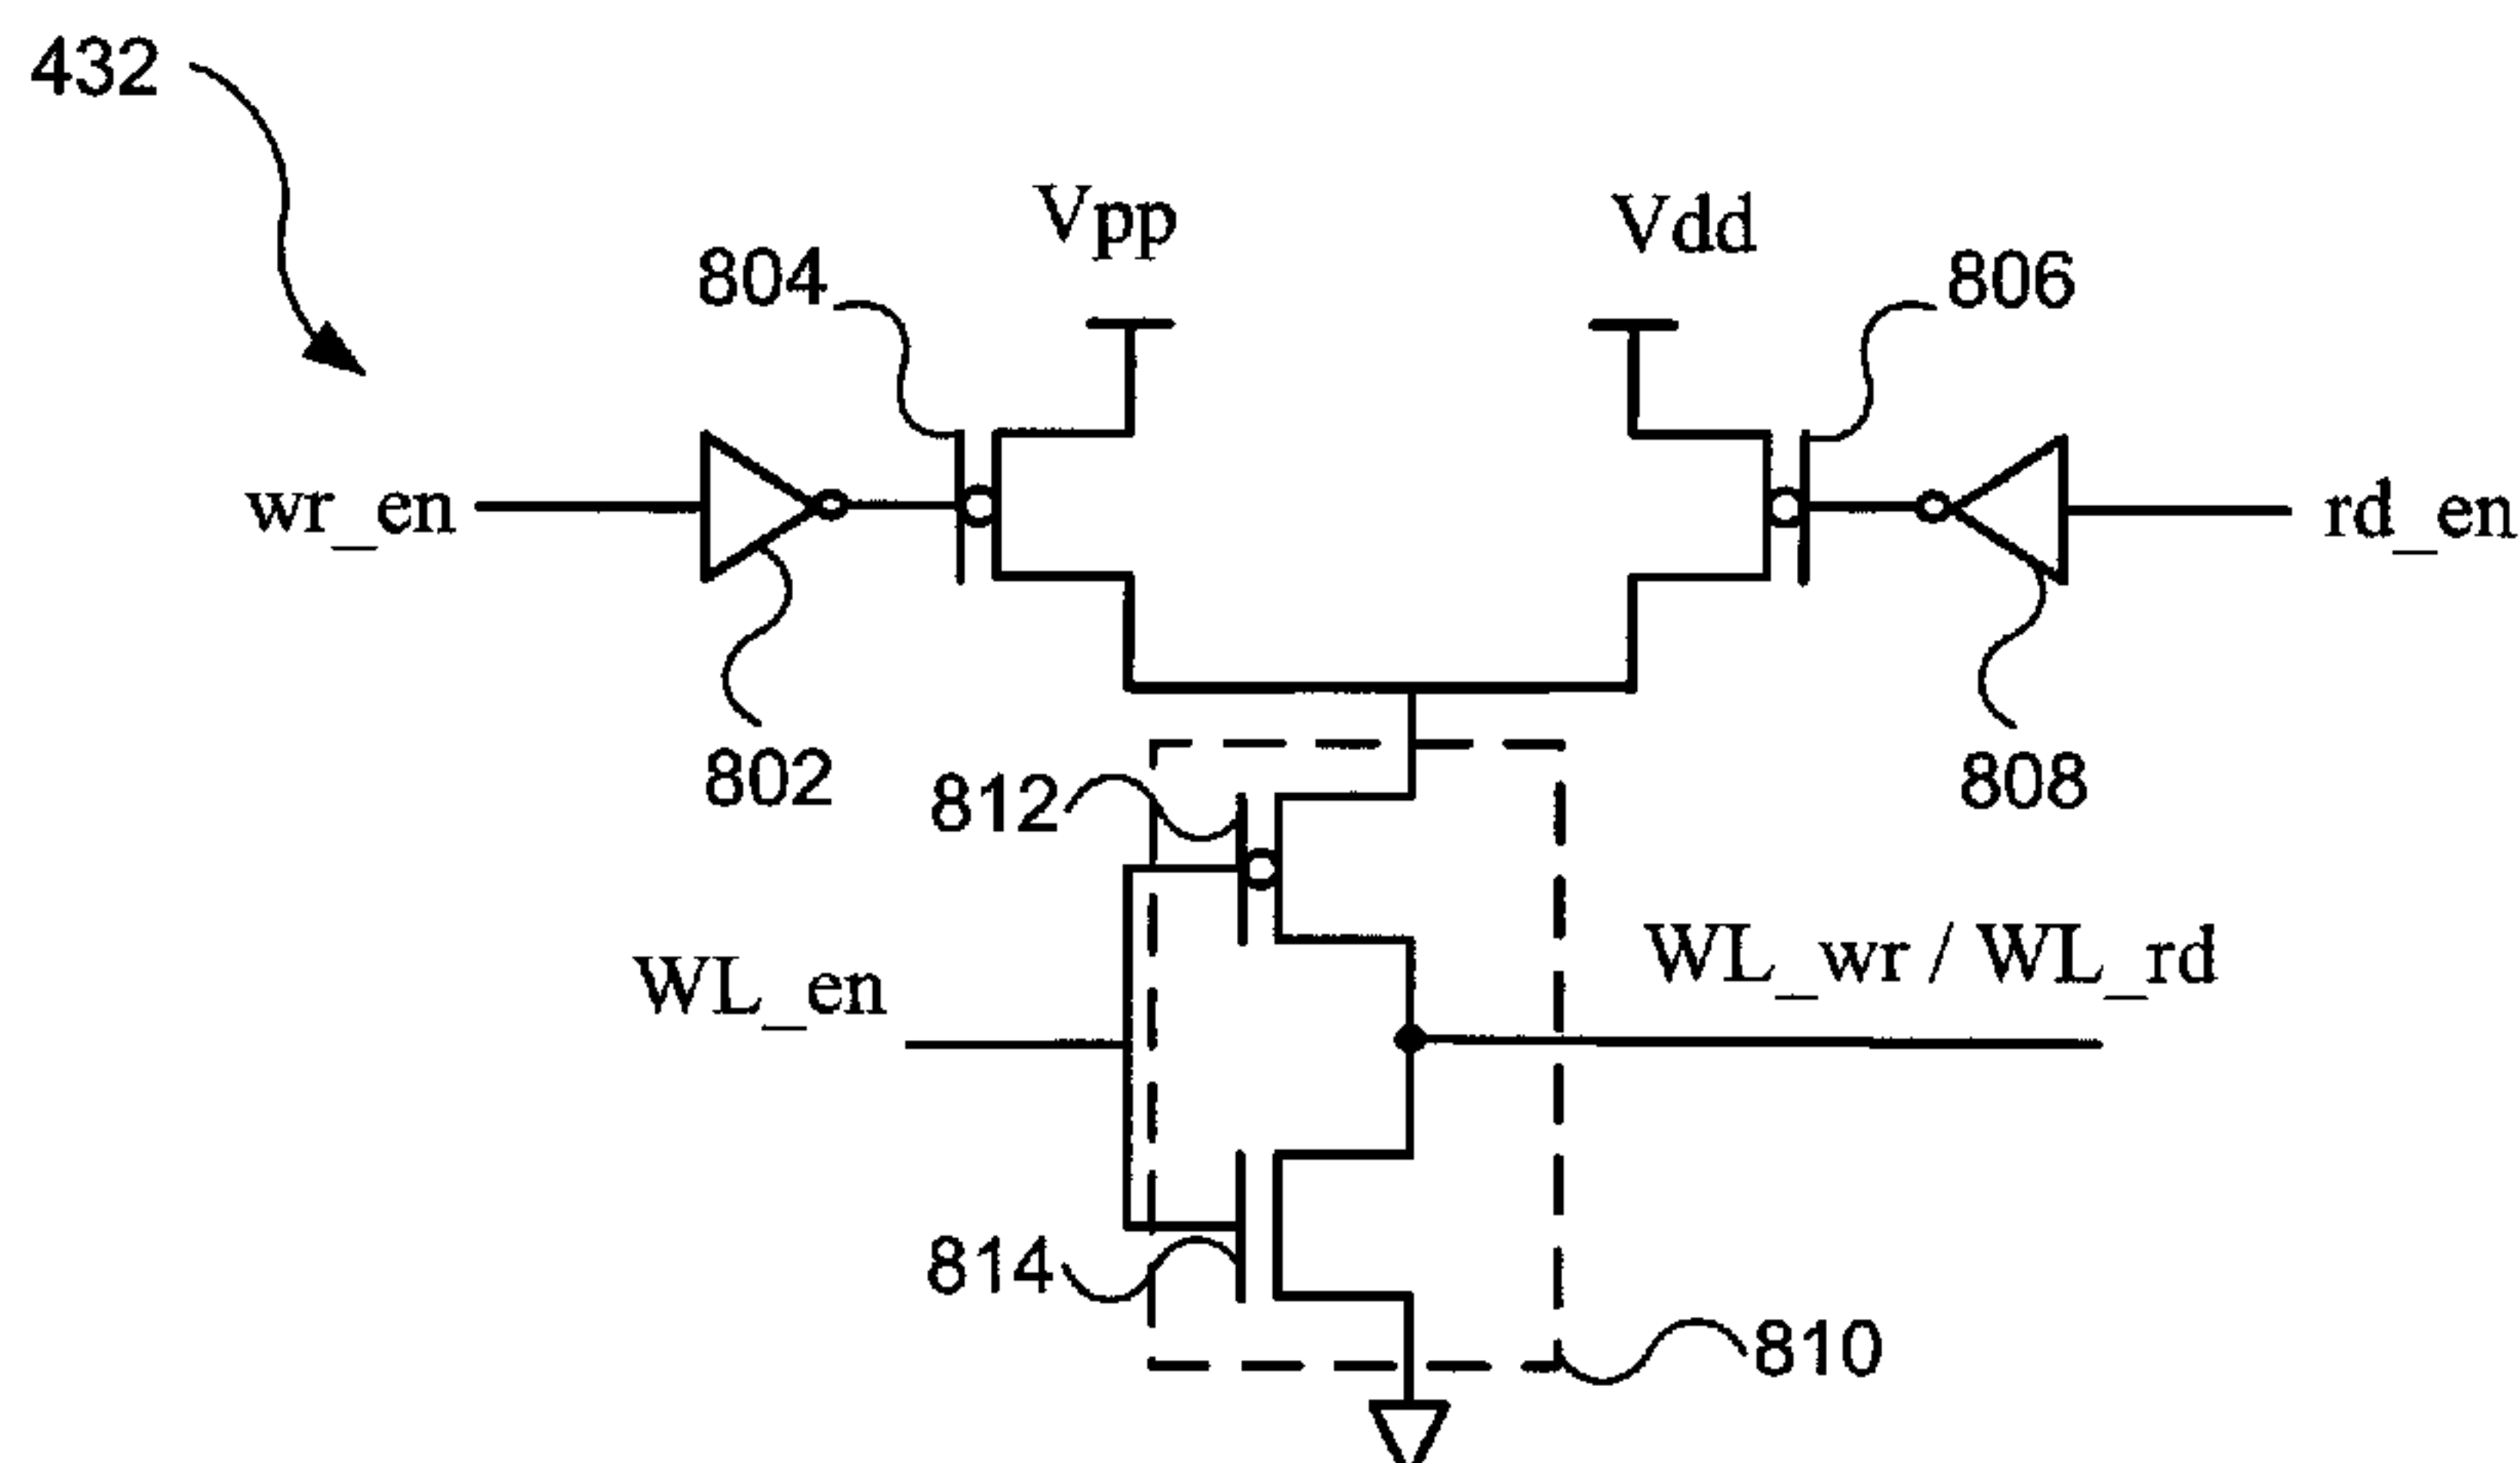 432
Vpp
Vdd
804
806
wr_en
rd_en
802
808
812
WL_en
WL_wr / WL_rd
814
810